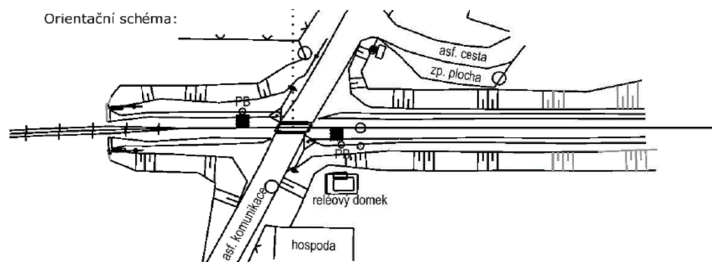 Orientační schéma:
asf. cesta
zp. plocha
PB
PB
asf. komunikace
reléový domek
hospoda